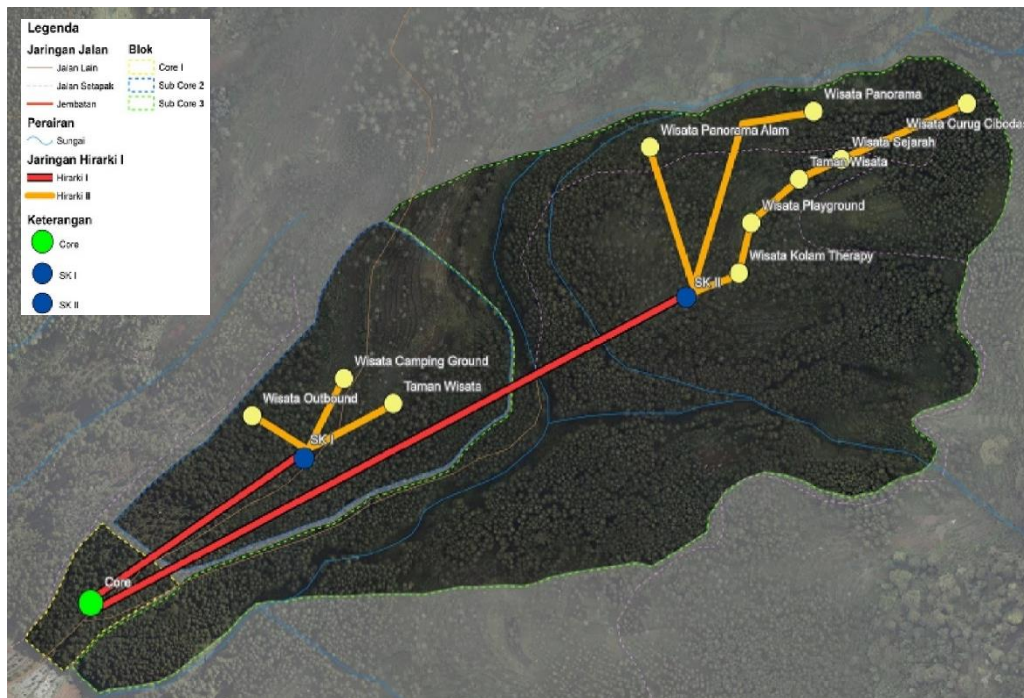 Legenda
Jaringan Jalan
Jalan Lain
Jalan Setapak
Jembatan
Perairan
Sungai
Jaringan Hirarki I
Hirarki I
Hirarki II
Keterangan
Core
SK I
SK II
Blok
Core I
Sub Core 2
Sub Core 3
Wisata Panorama
Wisata Curug Cibodas
Wisata Panorama Alam
Wisata Sejarah
Taman Wisata
Wisata Playground
Wisata Kolam Therapy
SK II
Wisata Camping Ground
Taman Wisata
Wisata Outbound
SK I
Core